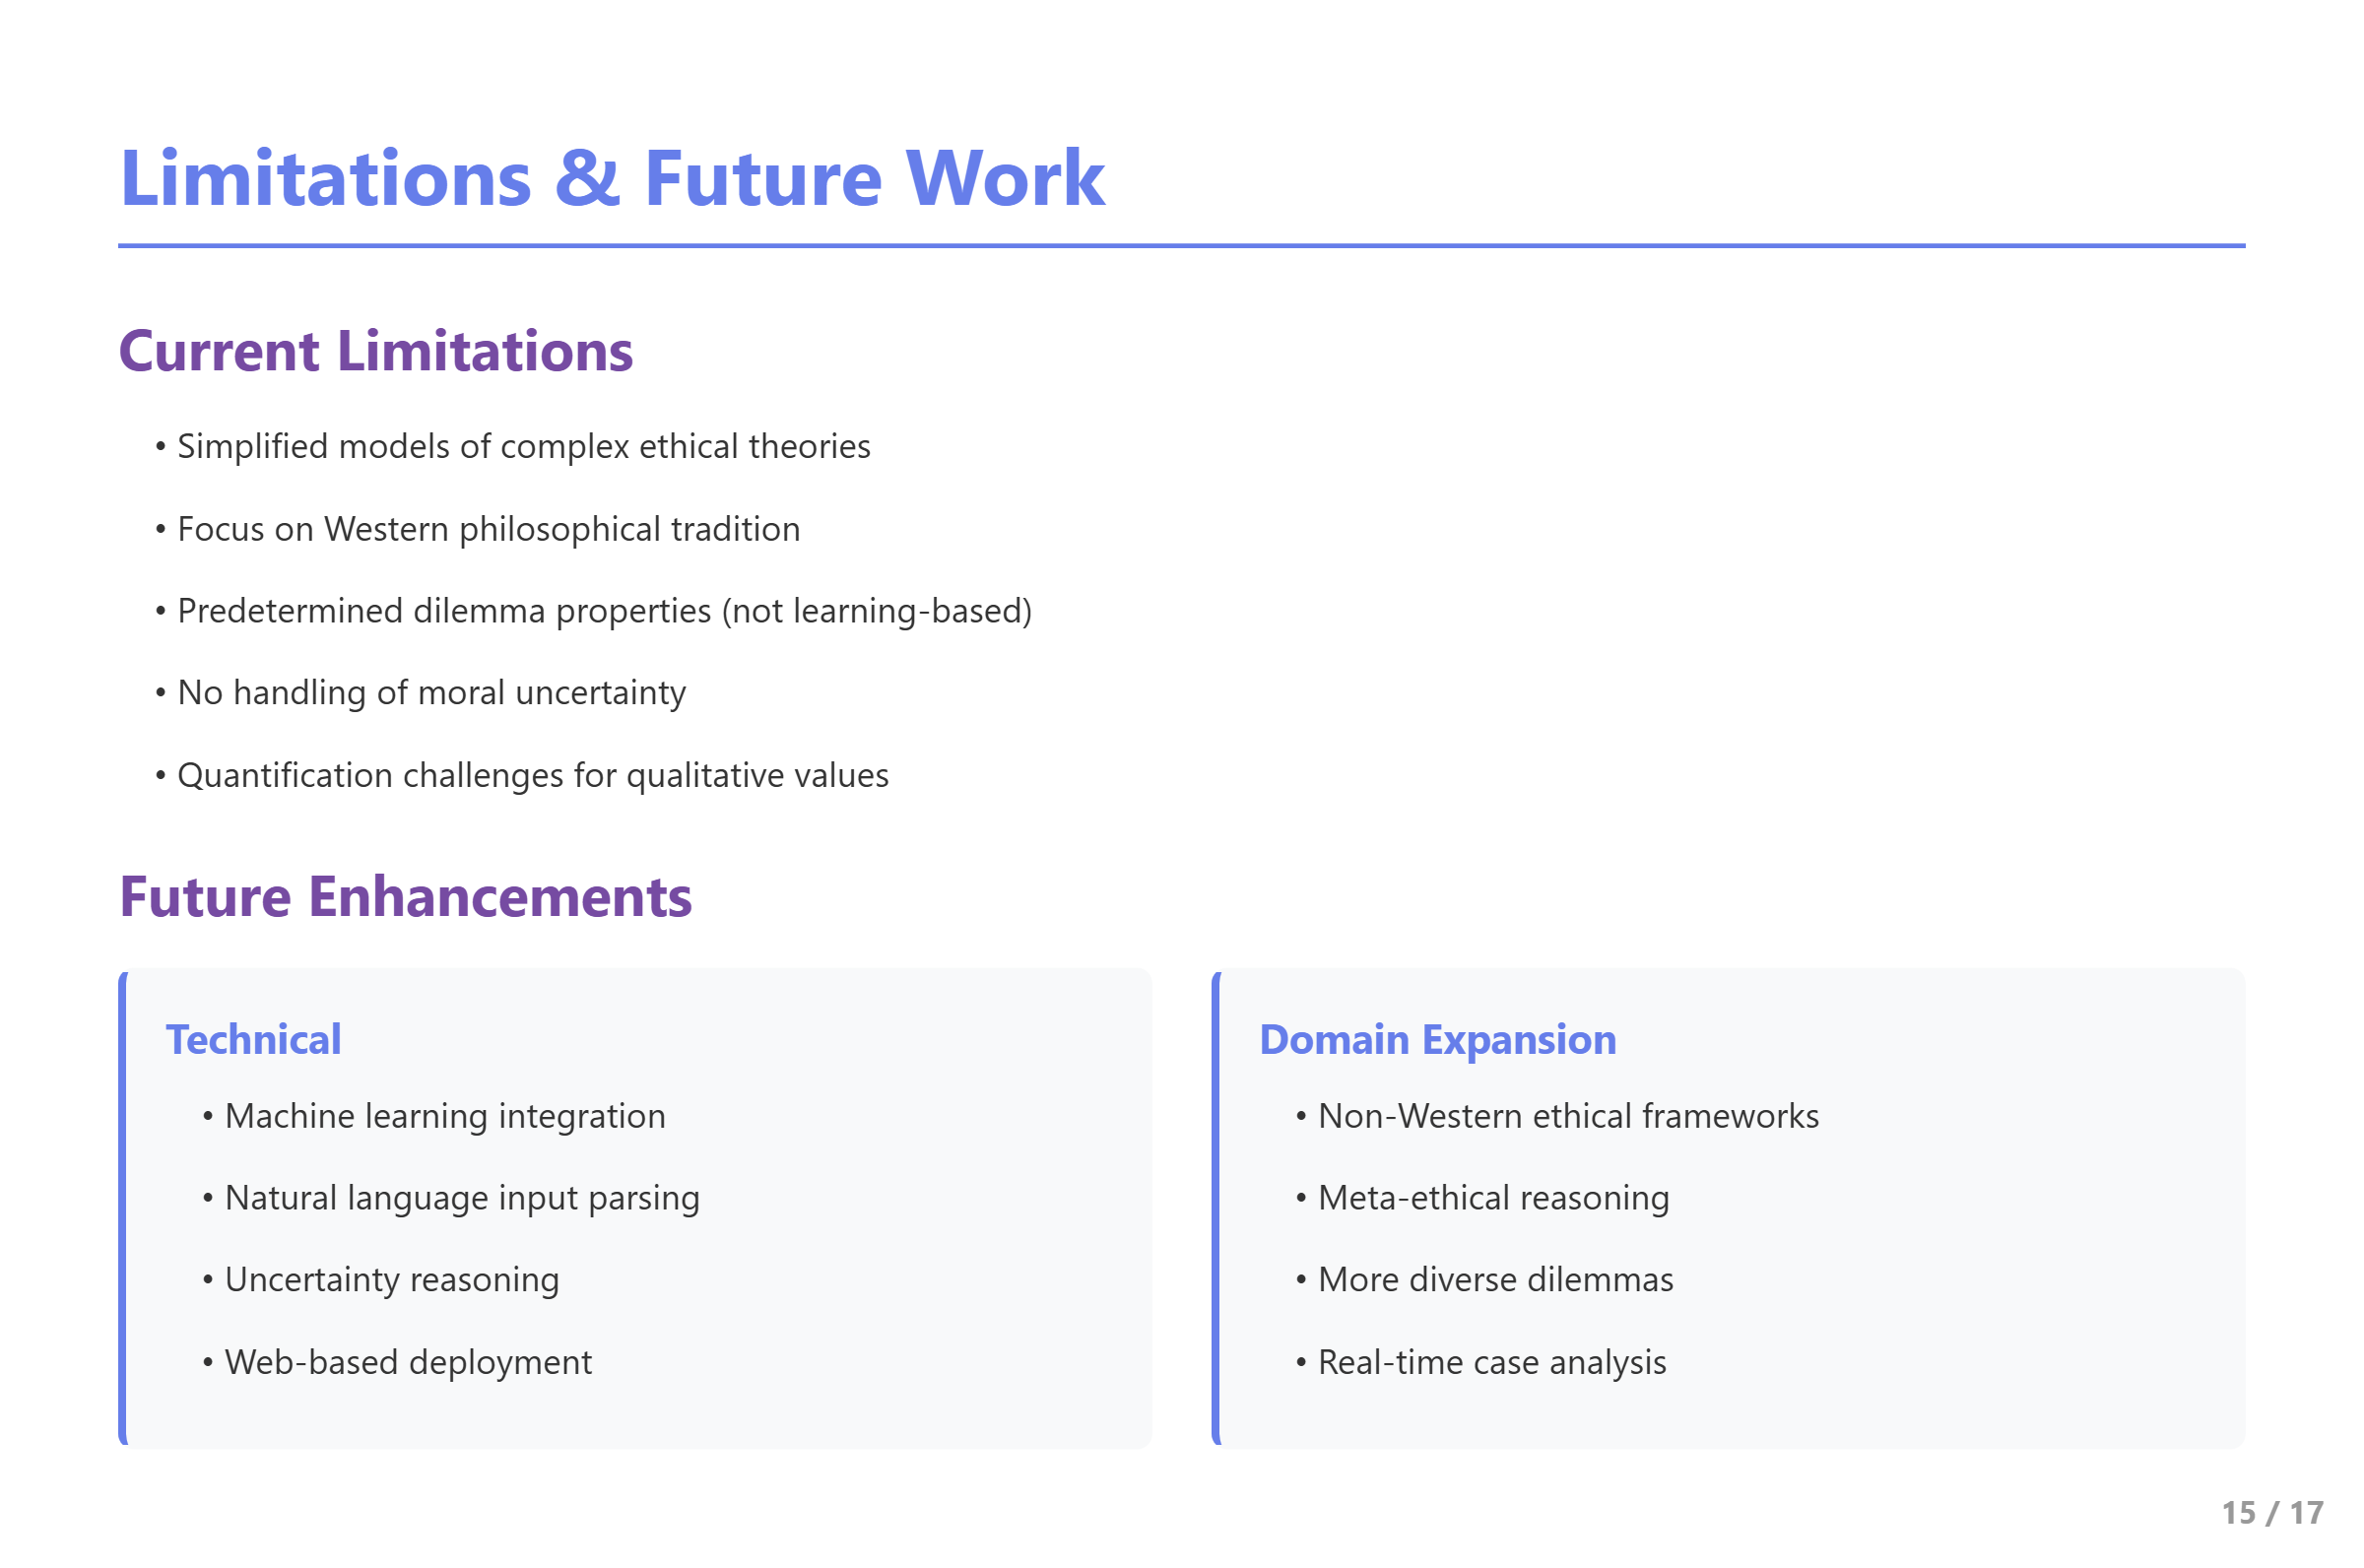 Limitations & Future Work
Current Limitations
• Simplified models of complex ethical theories
• Focus on Western philosophical tradition
• Predetermined dilemma properties (not learning-based)
• No handling of moral uncertainty
• Quantification challenges for qualitative values
Future Enhancements
Technical
• Machine learning integration
• Natural language input parsing
• Uncertainty reasoning
• Web-based deployment
Domain Expansion
• Non-Western ethical frameworks
• Meta-ethical reasoning
• More diverse dilemmas
• Real-time case analysis
15 / 17